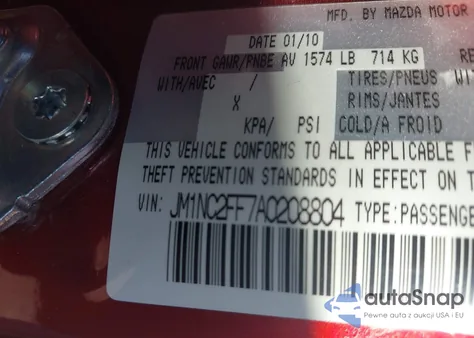 MFD. BY MAZDA MOTOR
DATE 01/10
FRONT GAWR/PNBE AV 1574 LB 714 KG RE
WITH/AVEC / TIRES/PNEUS WI
X RIMS/JANTES
KPA/ PSI COLD/A FROID
THIS VEHICLE CONFORMS TO ALL APPLICABLE F
THEFT PREVENTION STANDARDS IN EFFECT ON T
VIN: JM1NC2FF7A0208804 TYPE:PASSENGE
autoSnap
Pewne auta z aukcji USA i EU